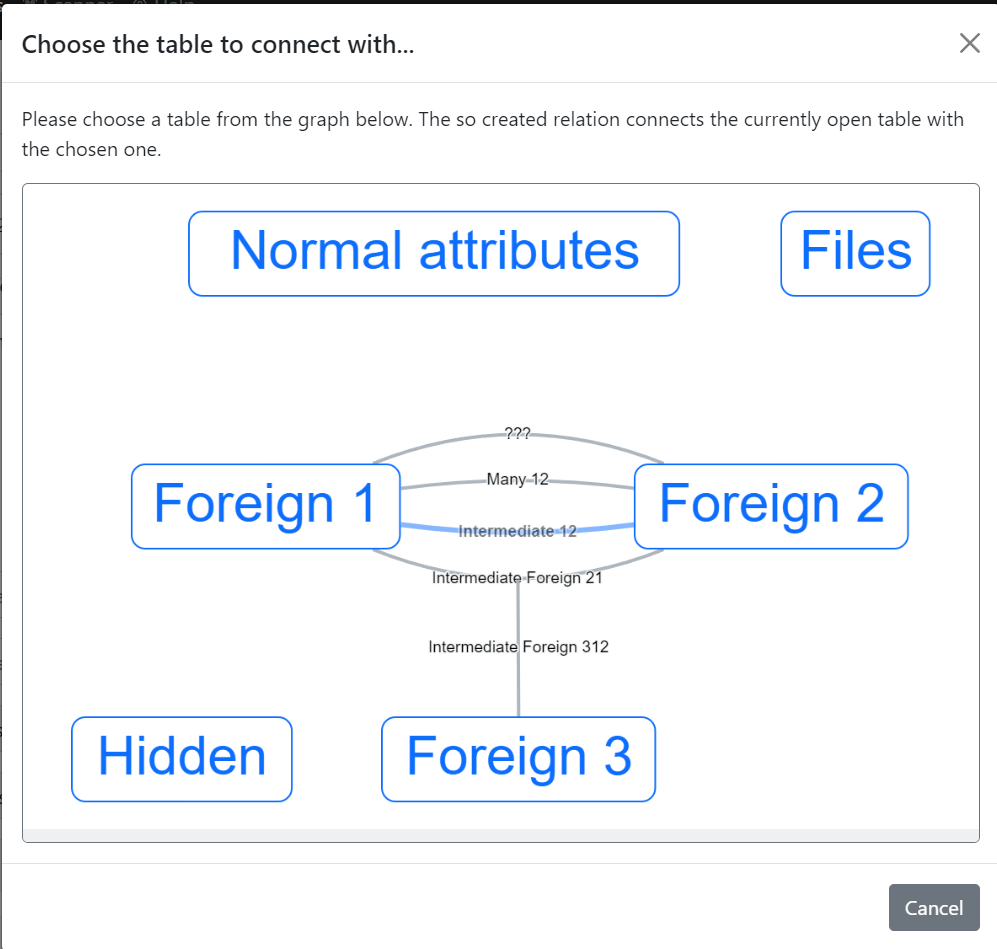 Choose the table to connect with...
Please choose a table from the graph below. The so created relation connects the currently open table with
the chosen one.
Normal attributes
Files
???
Many 12
Foreign 1
Foreign 2
Intermediate 12
Intermediate Foreign 21
Intermediate Foreign 312
Hidden
Foreign 3
Cancel